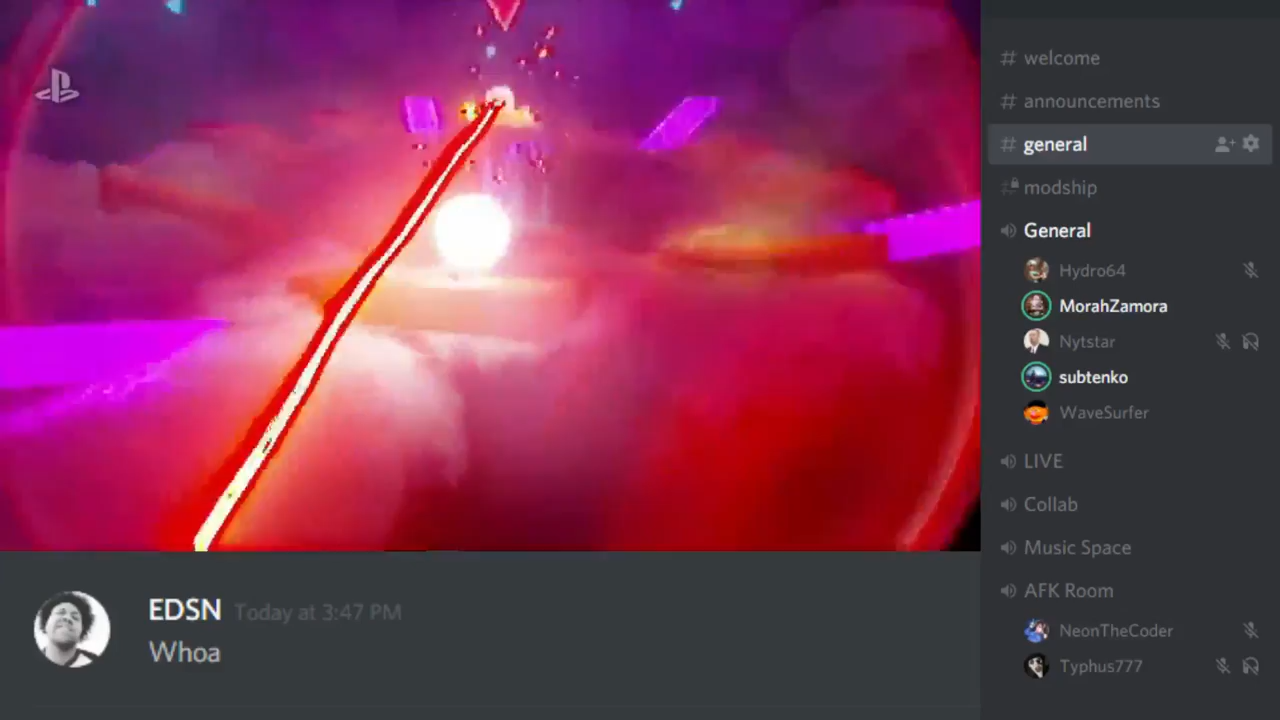 # welcome
# announcements
# general
# modship
General
Hydro64
MorahZamora
Nytstar
subtenko
WaveSurfer
LIVE
Collab
Music Space
AFK Room
NeonTheCoder
Typhus777
EDSN Today at 3:47 PM
Whoa